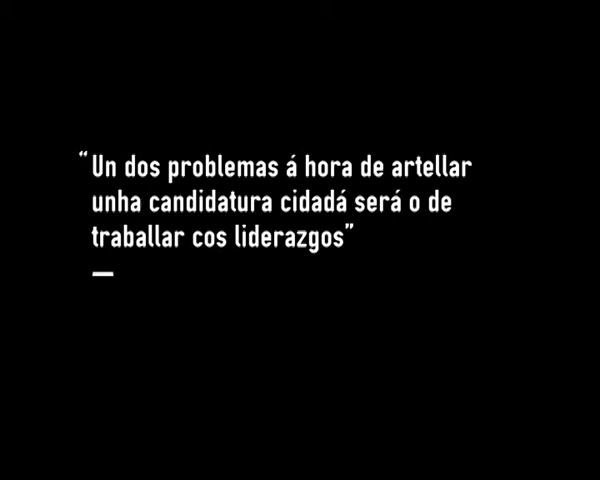 “Un dos problemas á hora de artellar
unha candidatura cidadá será o de
traballar cos liderazgos”